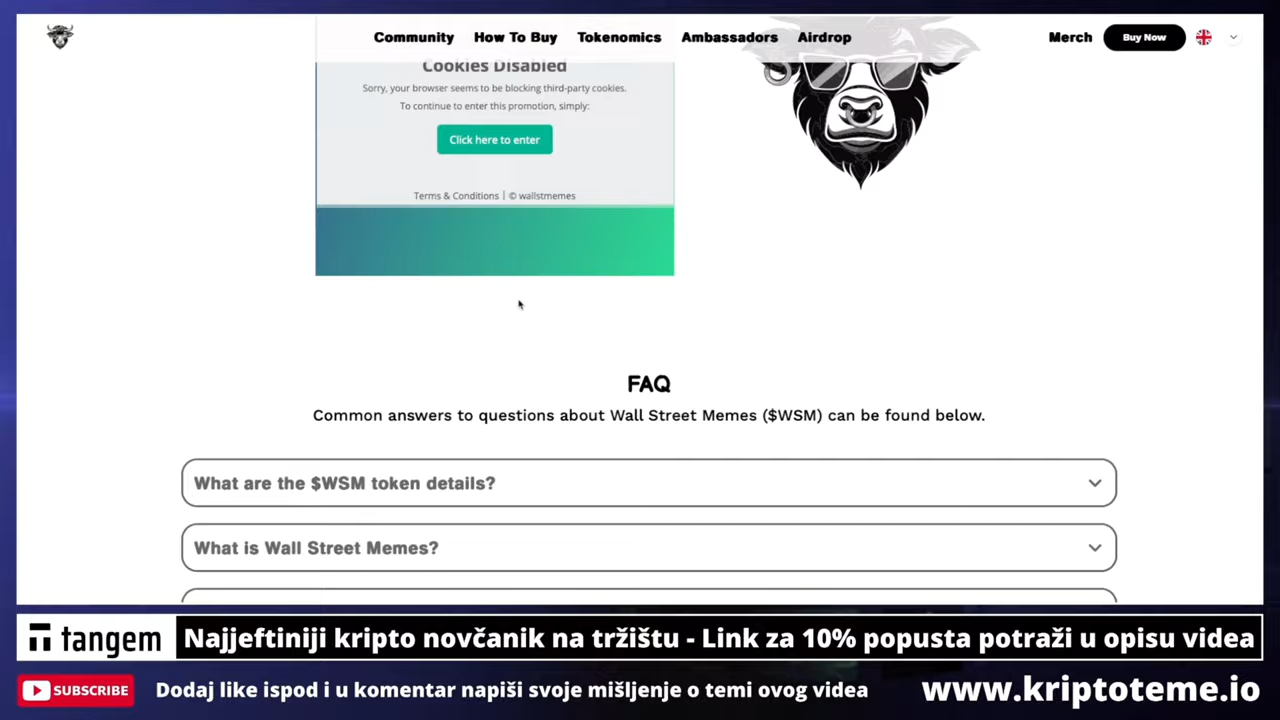 Community How To Buy Tokenomics Ambassadors Airdrop Merch Buy Now
Cookies Disabled
Sorry, your browser seems to be blocking third-party cookies.
To continue to enter this promotion, simply:
Click here to enter
Terms & Conditions | © wallstmemes
FAQ
Common answers to questions about Wall Street Memes ($WSM) can be found below.
What are the $WSM token details?
What is Wall Street Memes?
tangem Najjeftiniji kripto novčanik na tržištu - Link za 10% popusta potraži u opisu videa
SUBSCRIBE Dodaj like ispod i u komentar napiši svoje mišljenje o temi ovog videa www.kriptoteme.io